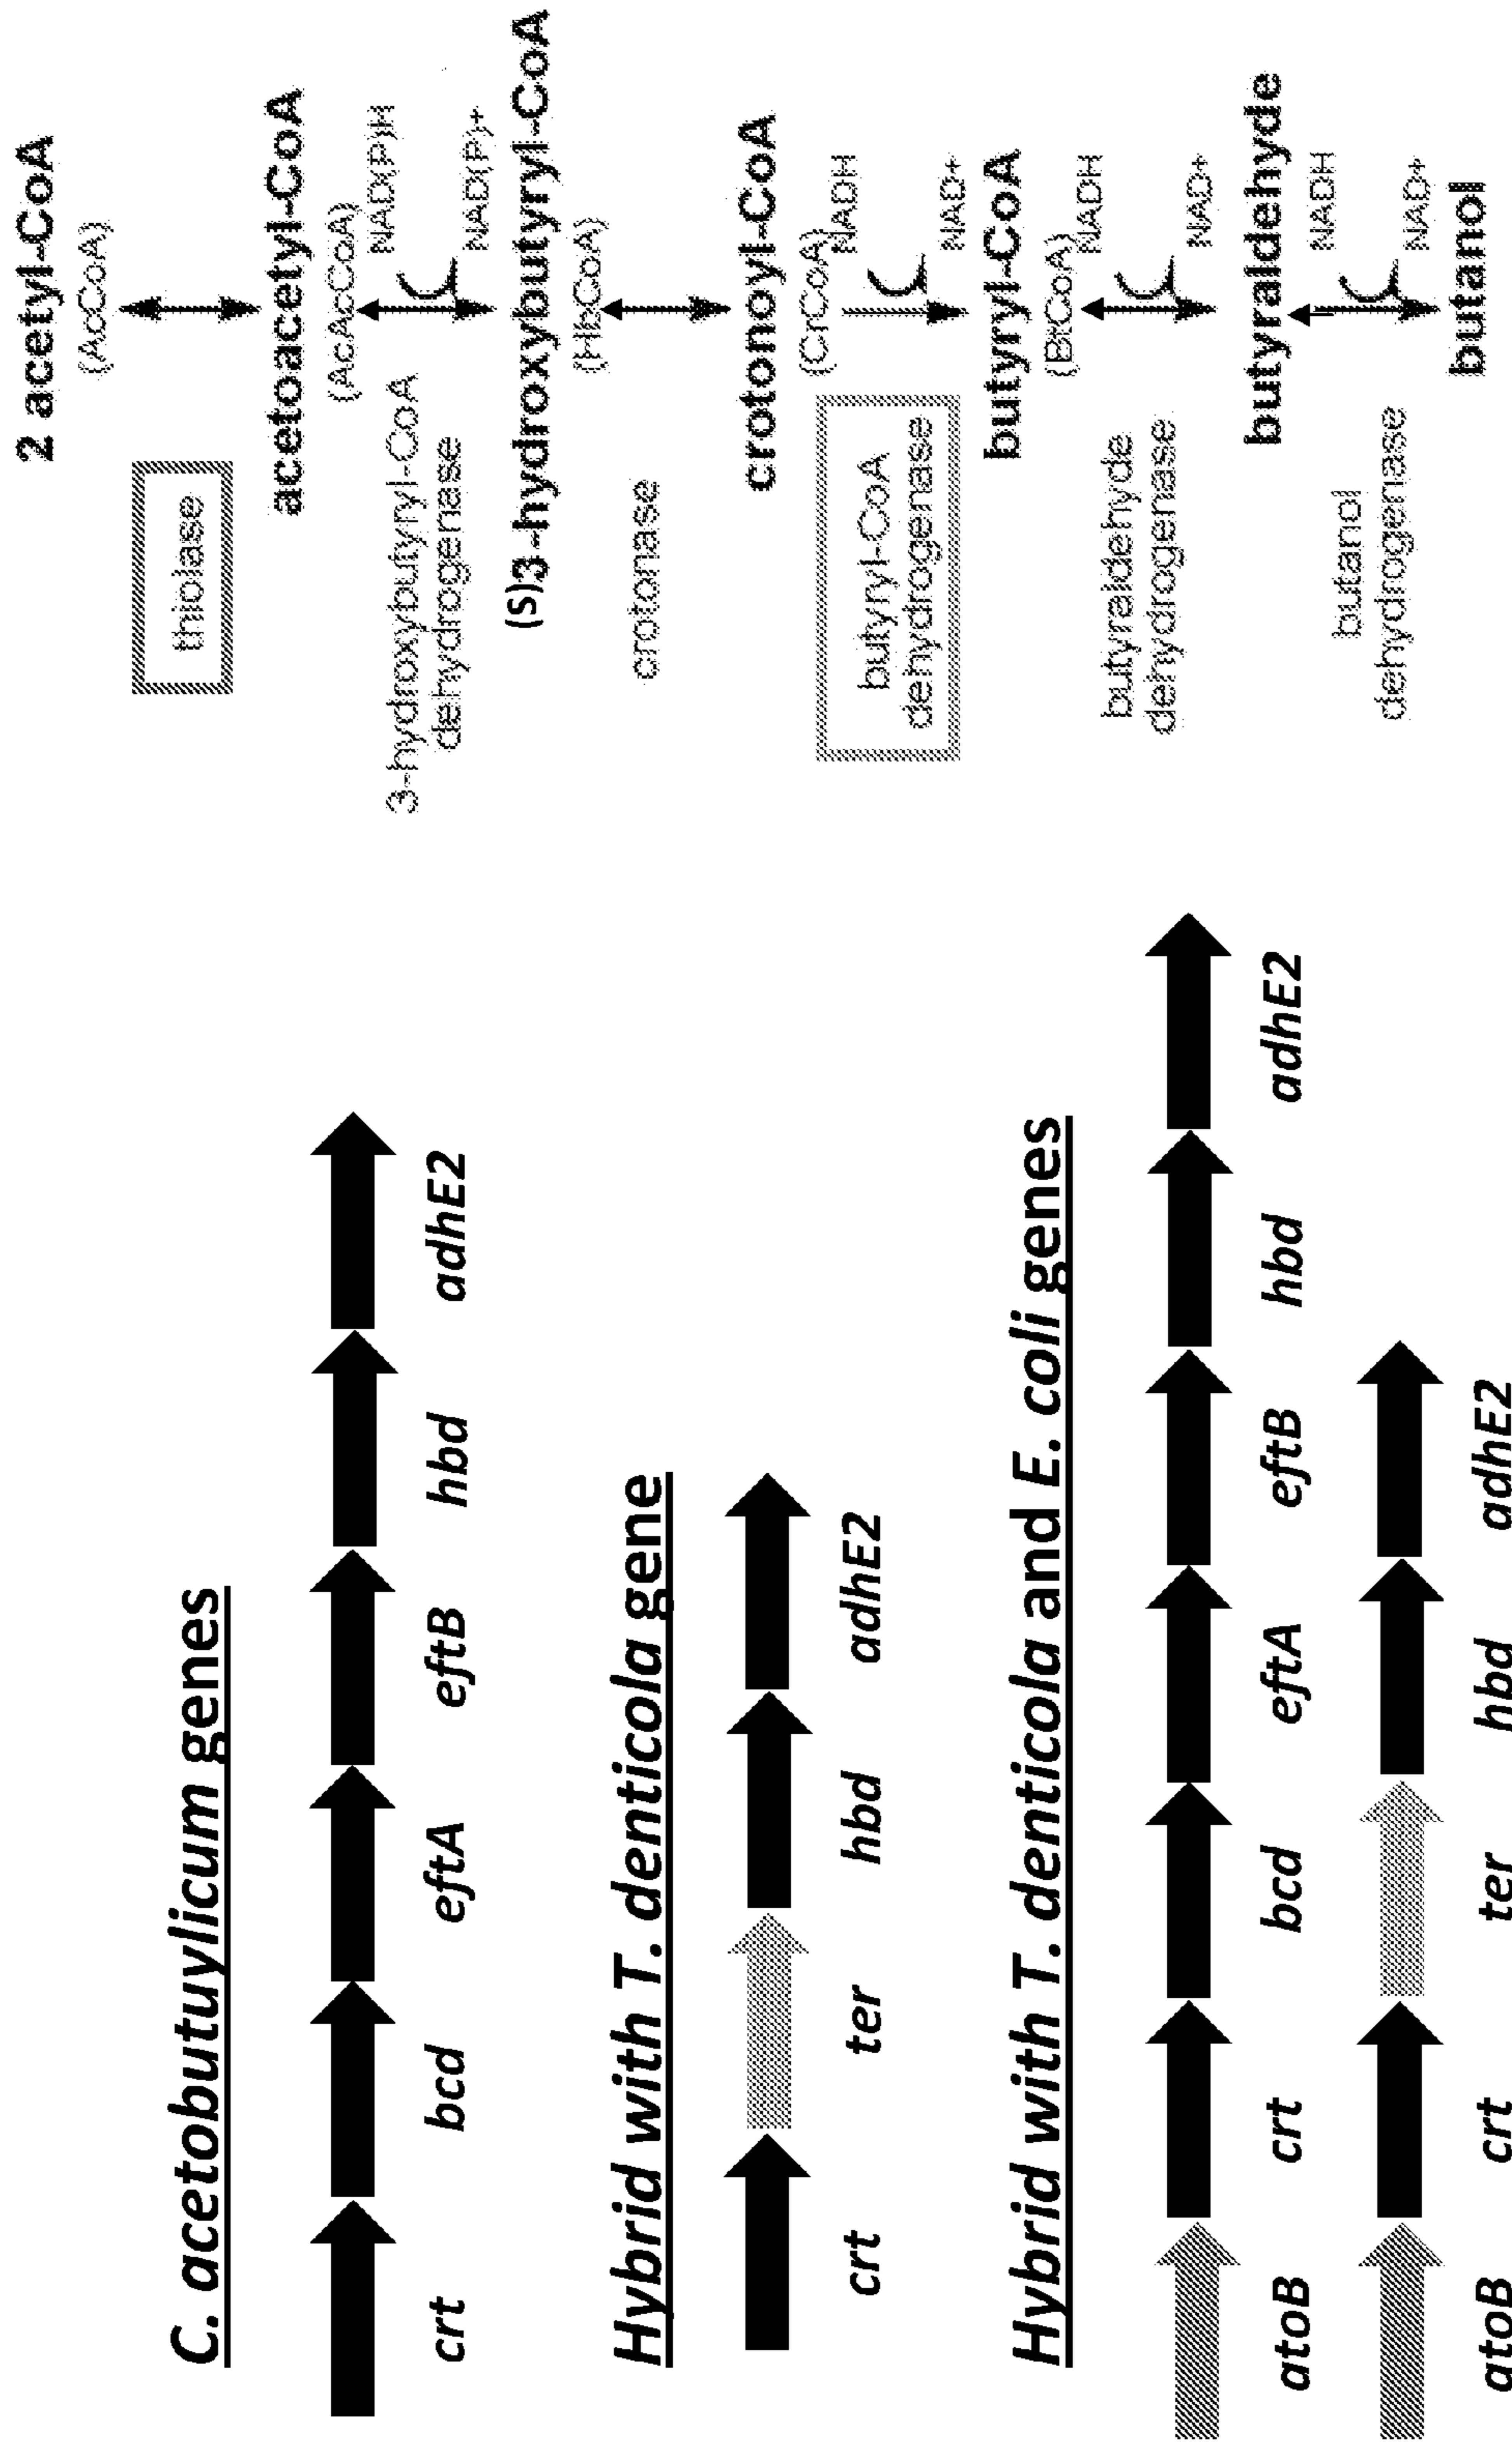 C. acetobutuylicum genes
crt bcd eftA eftB hbd adhE2
Hybrid with T. denticola gene
crt ter hbd adhE2
Hybrid with T. denticola and E. coli genes
atoB crt bcd eftA eftB hbd adhE2
atoB crt ter hbd adhE2
2 acetyl-CoA
(AcCoA)
thiolase
acetoacetyl-CoA
(AcAcCoA)
NAD(P)H
3-hydroxybutyryl-CoA
dehydrogenase
NAD(P)+
(S)3-hydroxybutyryl-CoA
(HbCoA)
crotonase
crotonoyl-CoA
(CrCoA)
NADH
butyryl-CoA
dehydrogenase
NAD+
butyryl-CoA
(BtCoA)
NADH
butyraldehyde
dehydrogenase
NAD+
butyraldehyde
NADH
butanol
dehydrogenase
NAD+
butanol